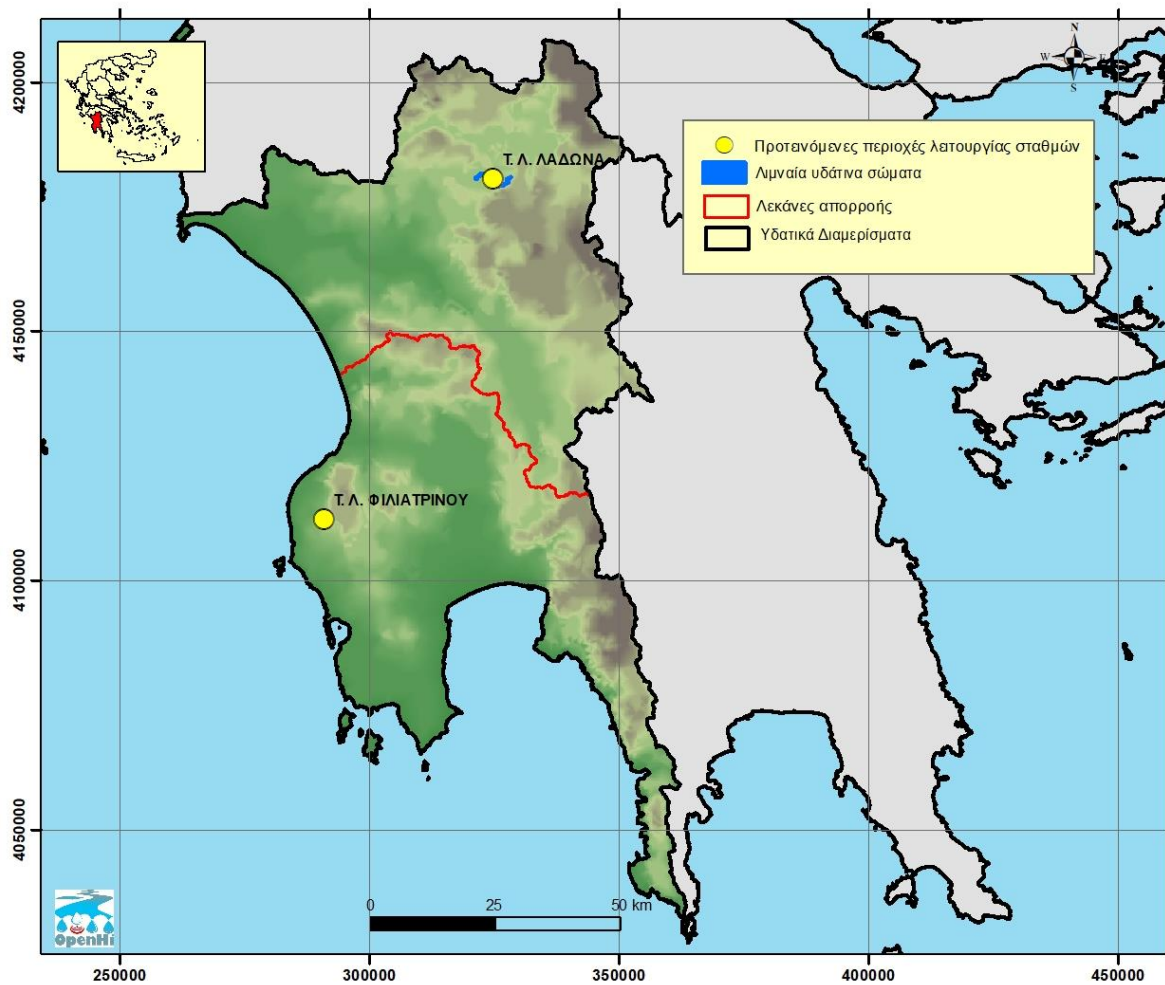 N
W E
S
Τ. Λ. ΛΑΔΩΝΑ
Προτεινόμενες περιοχές λειτουργίας σταθμών
Λιμναία υδάτινα σώματα
Λεκάνες απορροής
Υδατικά Διαμερίσματα
Τ. Λ. ΦΙΛΙΑΤΡΙΝΟΥ
4200000
4150000
4100000
4050000
0 25 50 km
OpenHi
250000 300000 350000 400000 450000